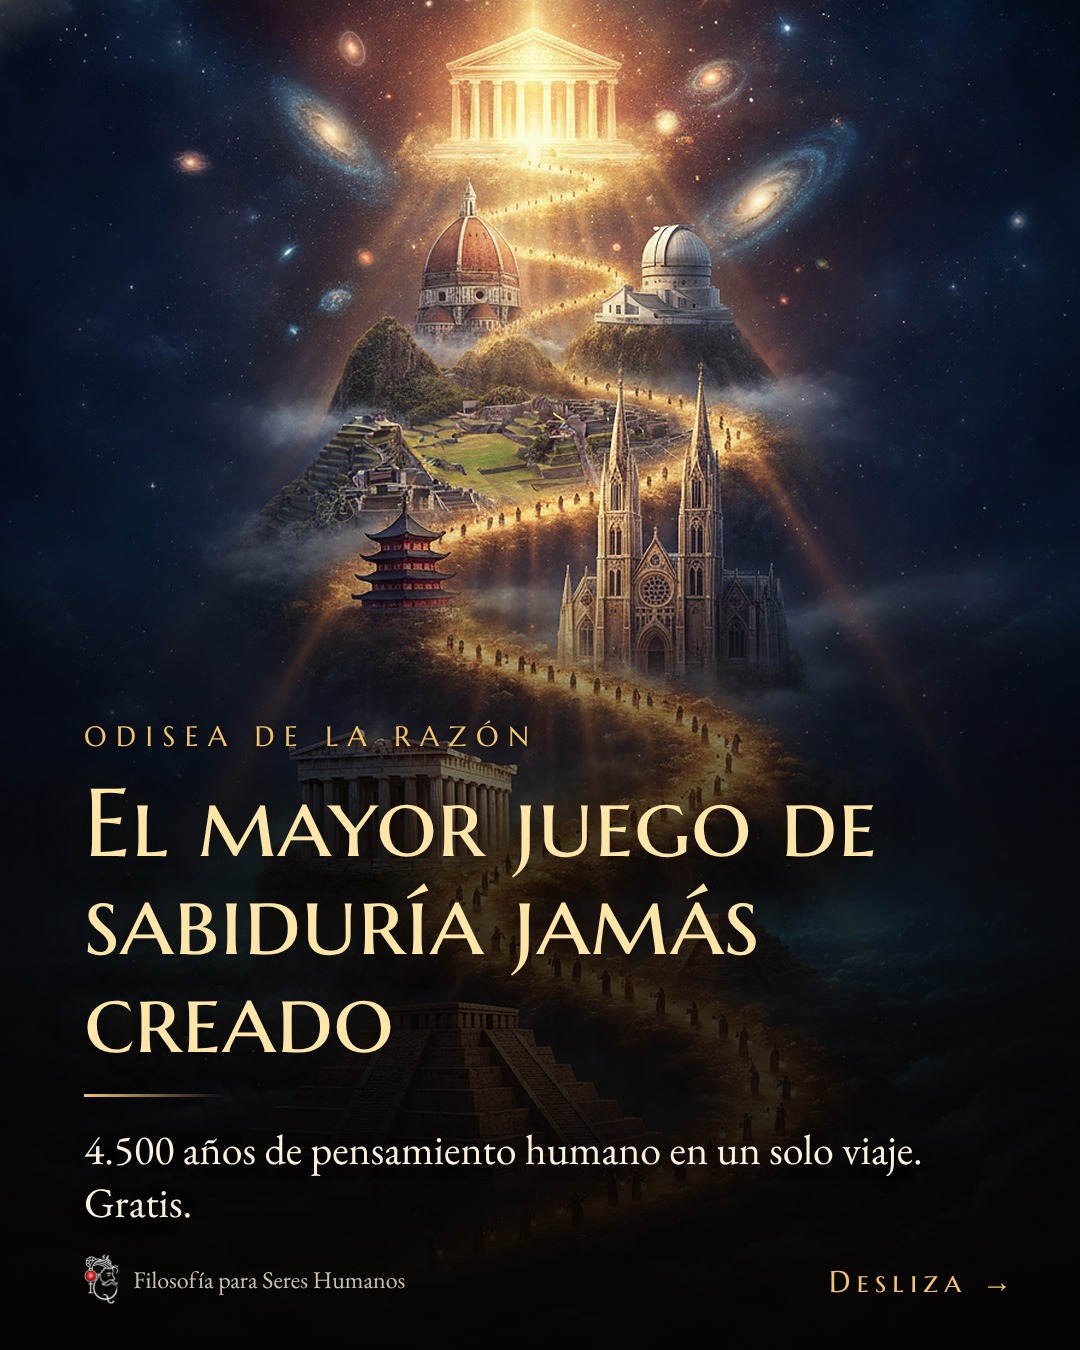 ODISEA DE LA RAZÓN
El mayor juego de
sabiduría jamás
creado
4.500 años de pensamiento humano en un solo viaje.
Gratis.
Filosofía para Seres Humanos
Desliza →